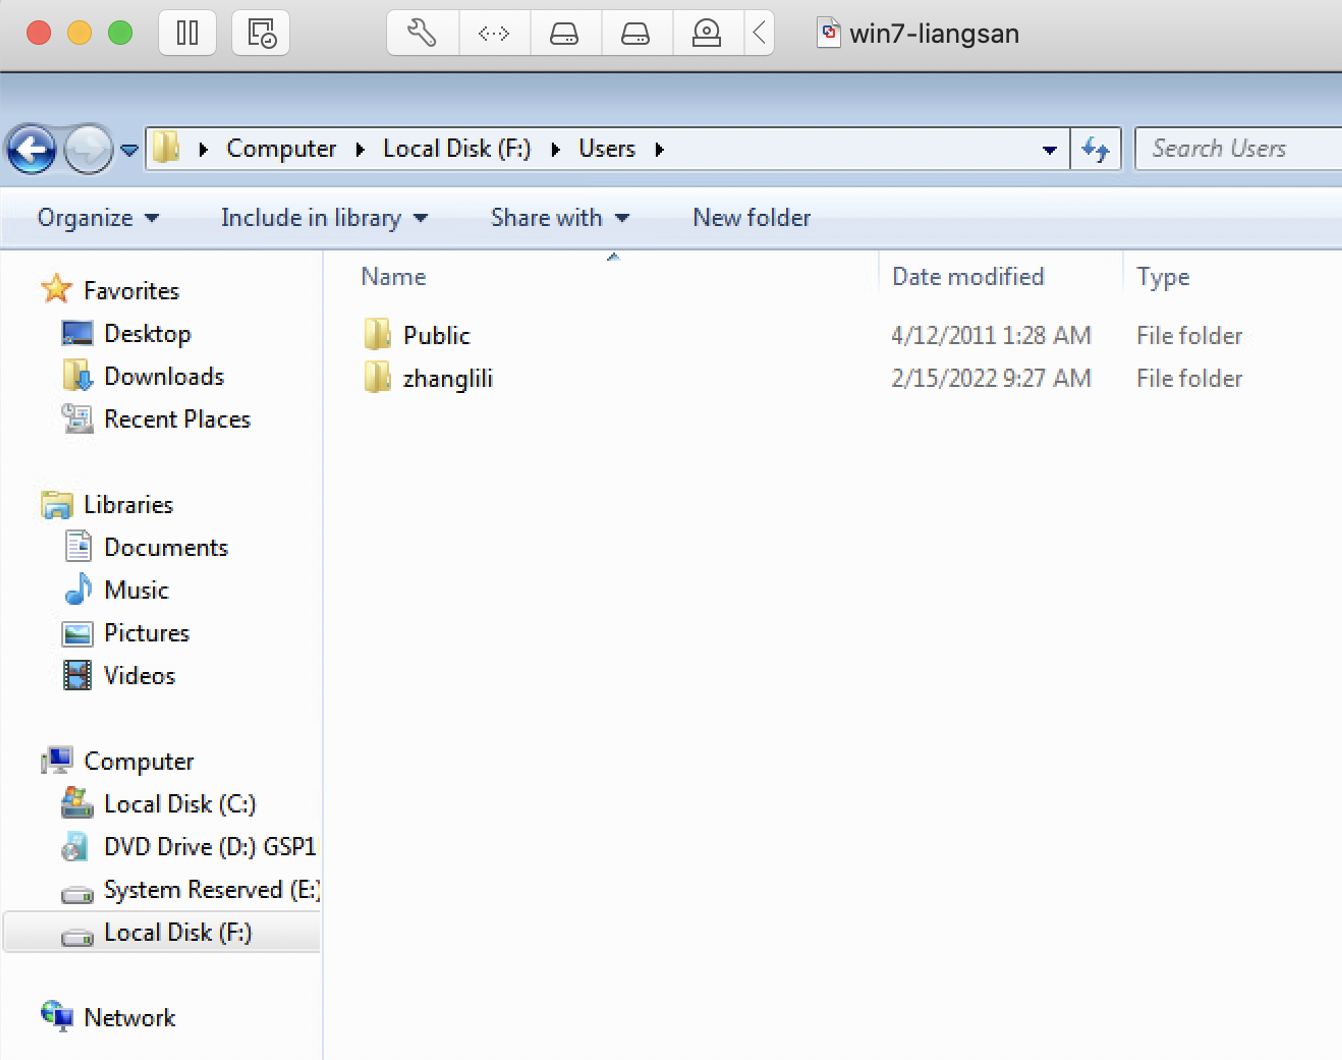 win7-liangsan
Computer Local Disk (F:) Users
Search Users
Organize Include in library Share with New folder
Name Date modified Type
Public 4/12/2011 1:28 AM File folder
zhanglili 2/15/2022 9:27 AM File folder
Favorites
Desktop
Downloads
Recent Places
Libraries
Documents
Music
Pictures
Videos
Computer
Local Disk (C:)
DVD Drive (D:) GSP1
System Reserved (E:)
Local Disk (F:)
Network